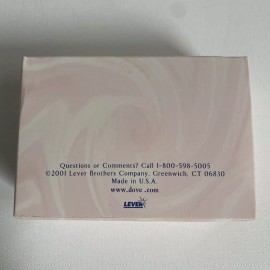 Questions or Comments? Call 1-800-598-5005
©2001 Lever Brothers Company, Greenwich, CT 06830
Made in U.S.A.
www.dove .com
LEVER